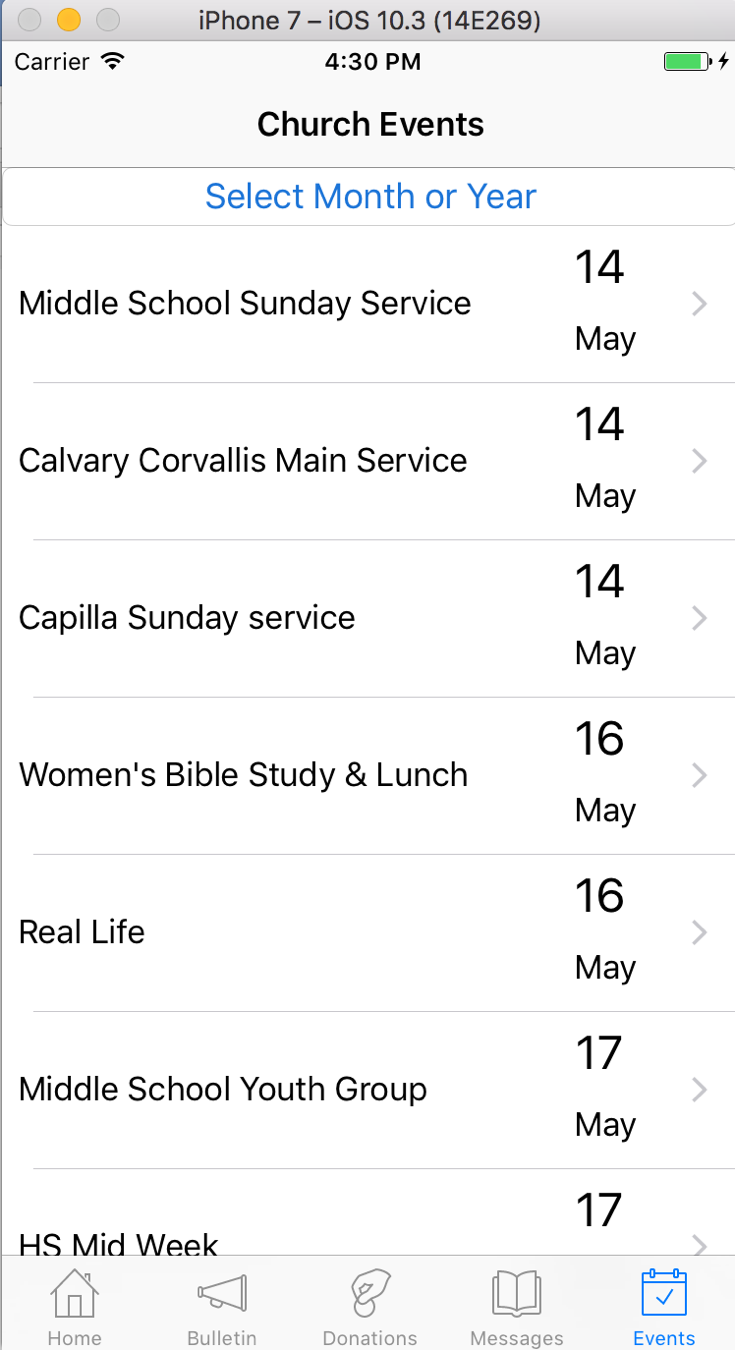 iPhone 7 – iOS 10.3 (14E269)
Carrier 4:30 PM
Church Events
Select Month or Year
14
Middle School Sunday Service
May
14
Calvary Corvallis Main Service
May
14
Capilla Sunday service
May
16
Women's Bible Study & Lunch
May
16
Real Life
May
17
Middle School Youth Group
May
17
HS Mid Week
Home Bulletin Donations Messages Events